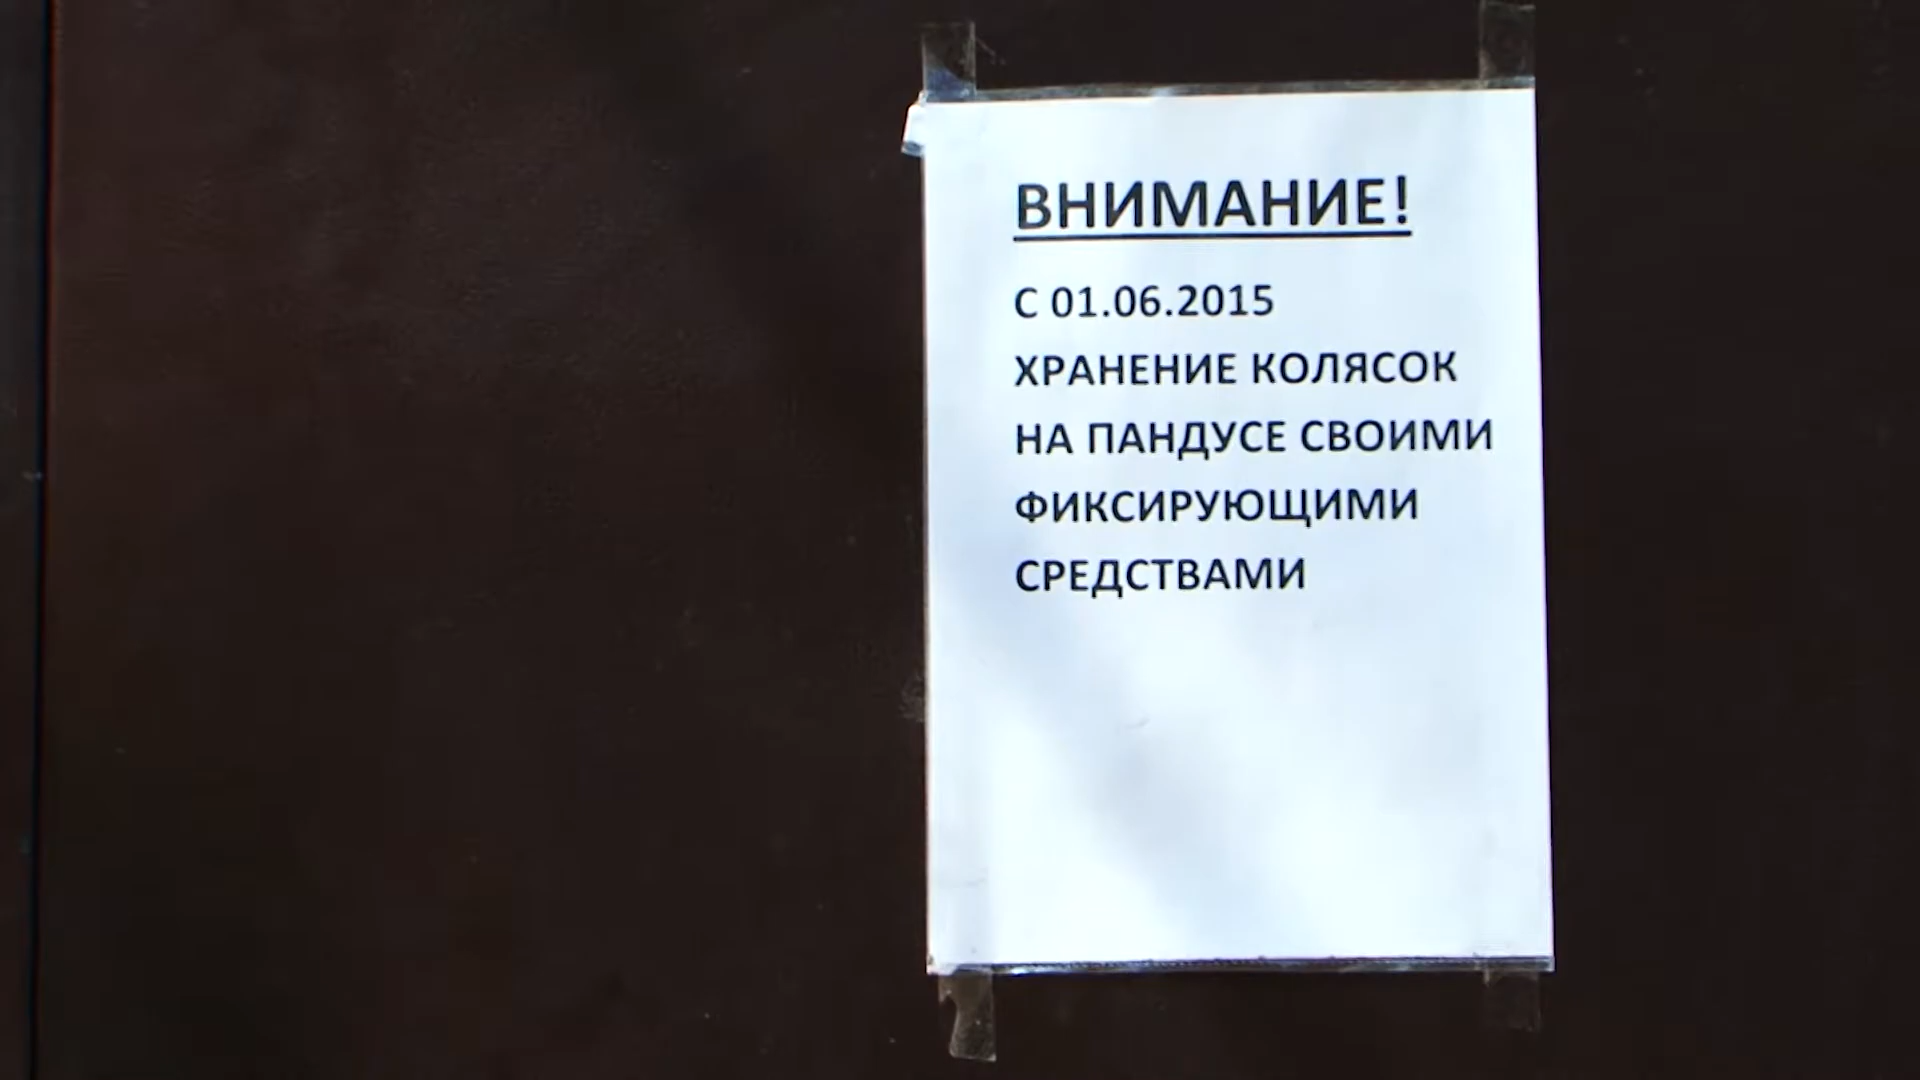 ВНИМАНИЕ!
С 01.06.2015
ХРАНЕНИЕ КОЛЯСОК
НА ПАНДУСЕ СВОИМИ
ФИКСИРУЮЩИМИ
СРЕДСТВАМИ